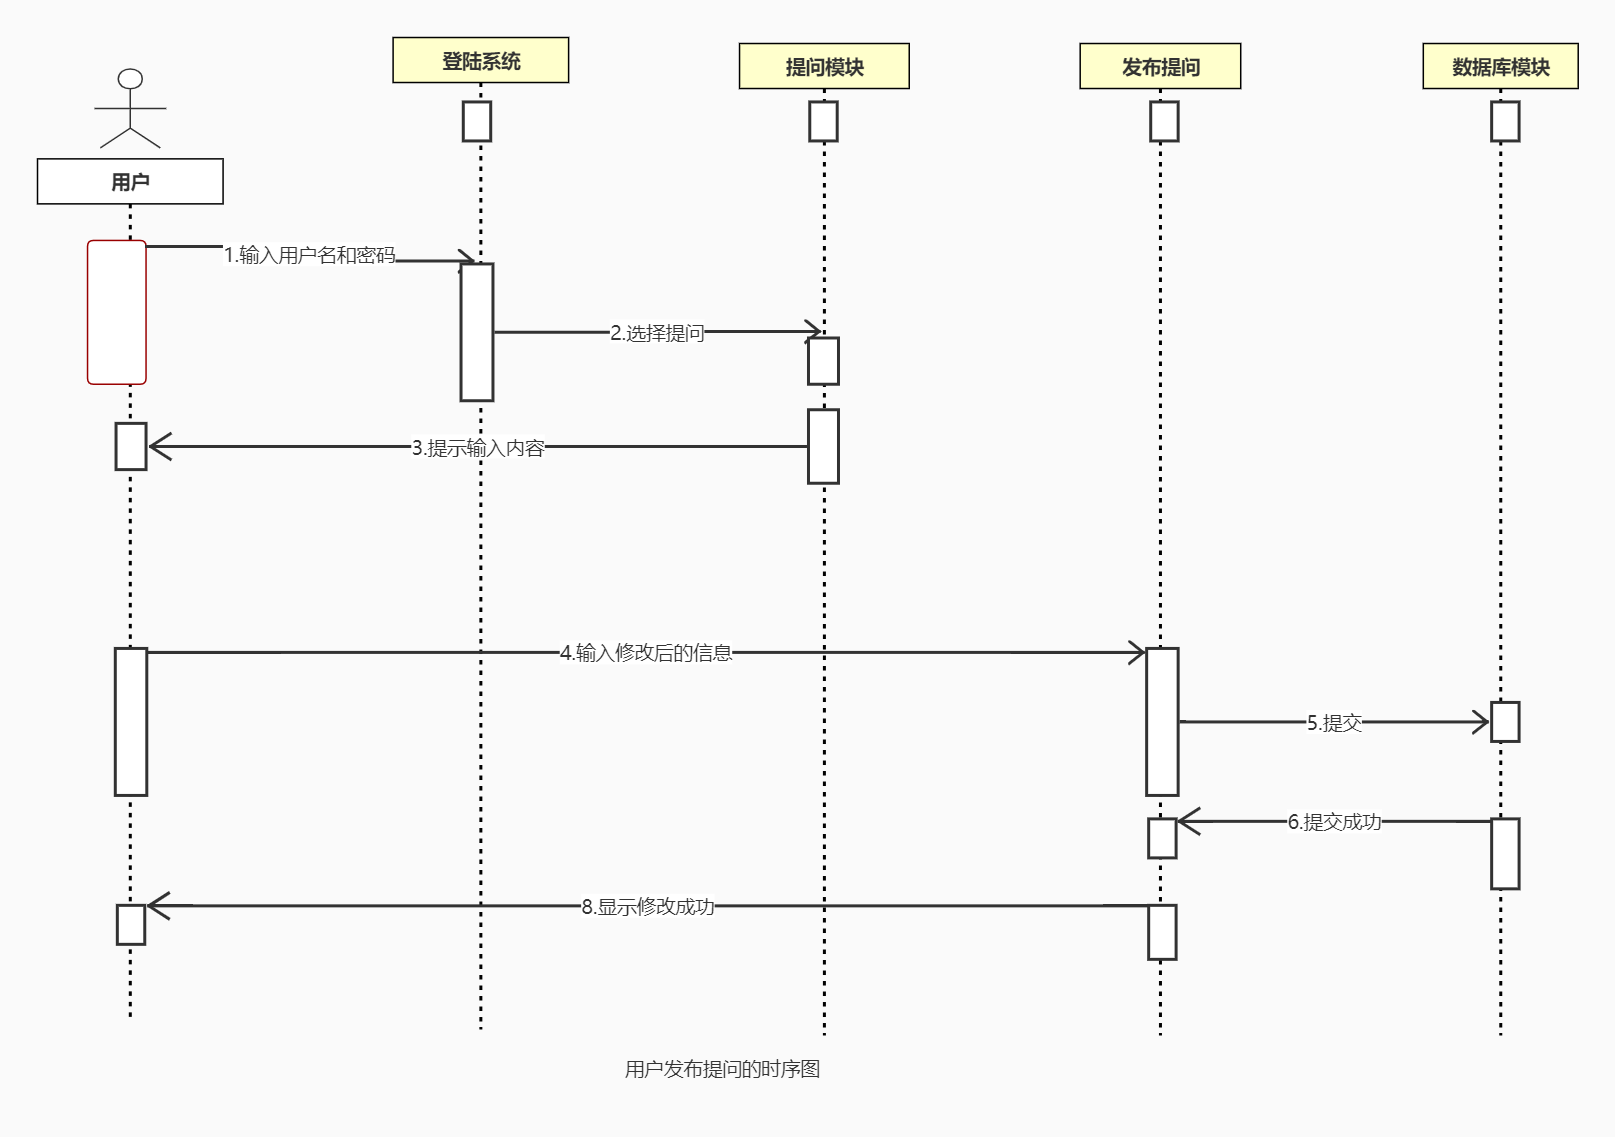 登陆系统
提问模块
发布提问
数据库模块
用户
1.输入用户名和密码
2.选择提问
3.提示输入内容
4.输入修改后的信息
5.提交
6.提交成功
8.显示修改成功
用户发布提问的时序图